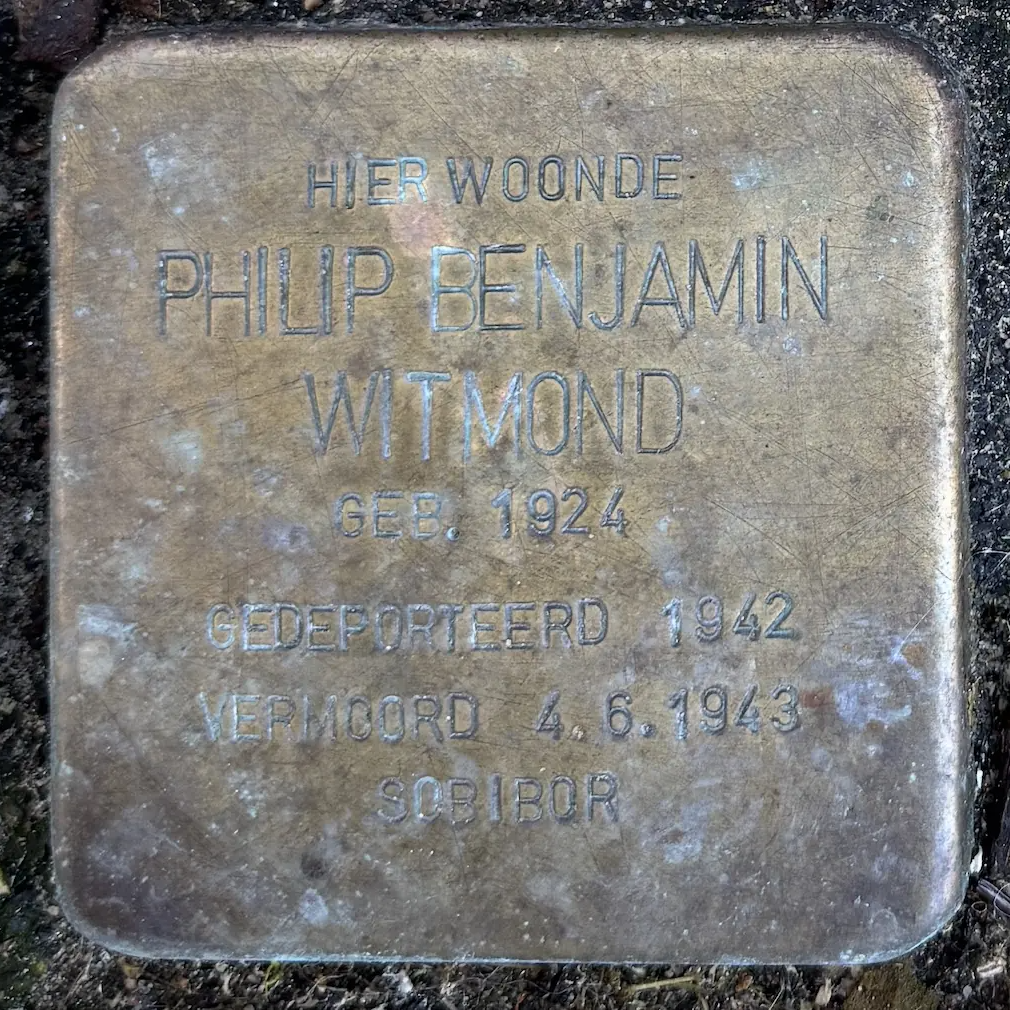 HIER WOONDE
PHILIP BENJAMIN
WITMOND
GEB. 1924
GEDEPORTEERD 1942
VERMOORD 4.6.1943
SOBIBOR